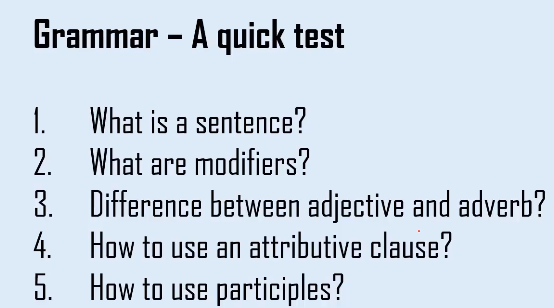 Grammar – A quick test
1. What is a sentence?
2. What are modifiers?
3. Difference between adjective and adverb?
4. How to use an attributive clause?
5. How to use participles?